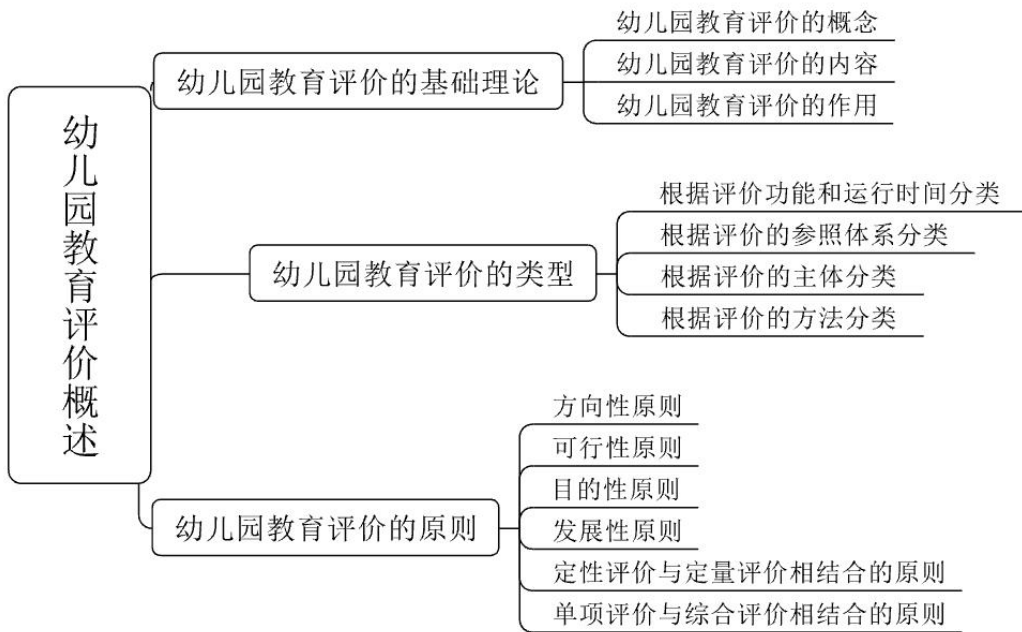 幼儿园教育评价概述
幼儿园教育评价的基础理论
幼儿园教育评价的概念
幼儿园教育评价的内容
幼儿园教育评价的作用
幼儿园教育评价的类型
根据评价功能和运行时间分类
根据评价的参照体系分类
根据评价的主体分类
根据评价的方法分类
幼儿园教育评价的原则
方向性原则
可行性原则
目的性原则
发展性原则
定性评价与定量评价相结合的原则
单项评价与综合评价相结合的原则